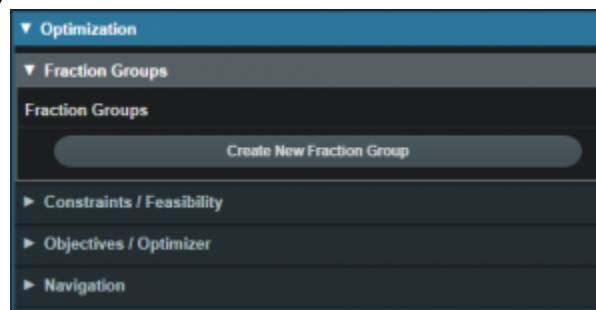 Optimization
Fraction Groups
Fraction Groups
Create New Fraction Group
Constraints / Feasibility
Objectives / Optimizer
Navigation